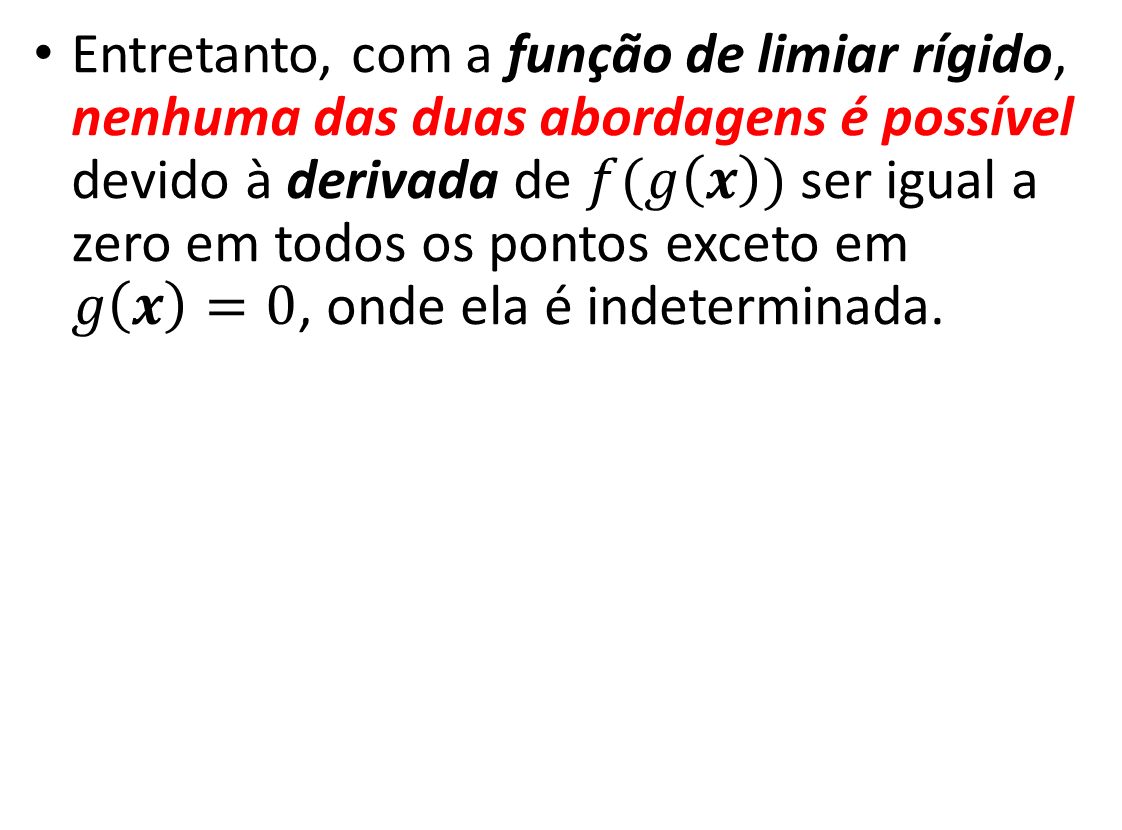 • Entretanto, com a função de limiar rígido,
nenhuma das duas abordagens é possível
devido à derivada de f(g(x)) ser igual a
zero em todos os pontos exceto em
g(x) = 0, onde ela é indeterminada.